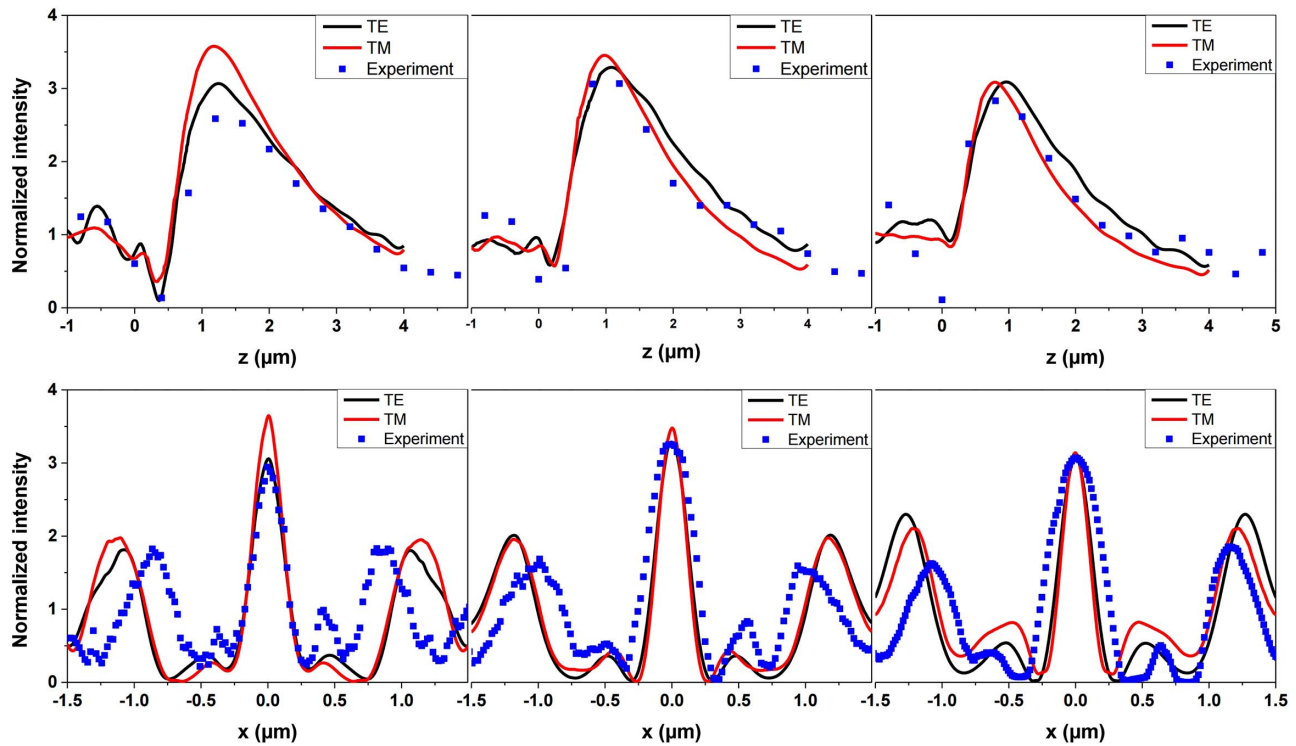 Normalized intensity
4
3
2
1
0
TE
TM
Experiment
-1 0 1 2 3 4
z (µm)
TE
TM
Experiment
-1 0 1 2 3 4
z (µm)
TE
TM
Experiment
-1 0 1 2 3 4 5
z (µm)
Normalized intensity
4
3
2
1
0
TE
TM
Experiment
-1.5 -1.0 -0.5 0.0 0.5 1.0
x (µm)
TE
TM
Experiment
-1.5 -1.0 -0.5 0.0 0.5 1.0
x (µm)
TE
TM
Experiment
-1.5 -1.0 -0.5 0.0 0.5 1.0 1.5
x (µm)